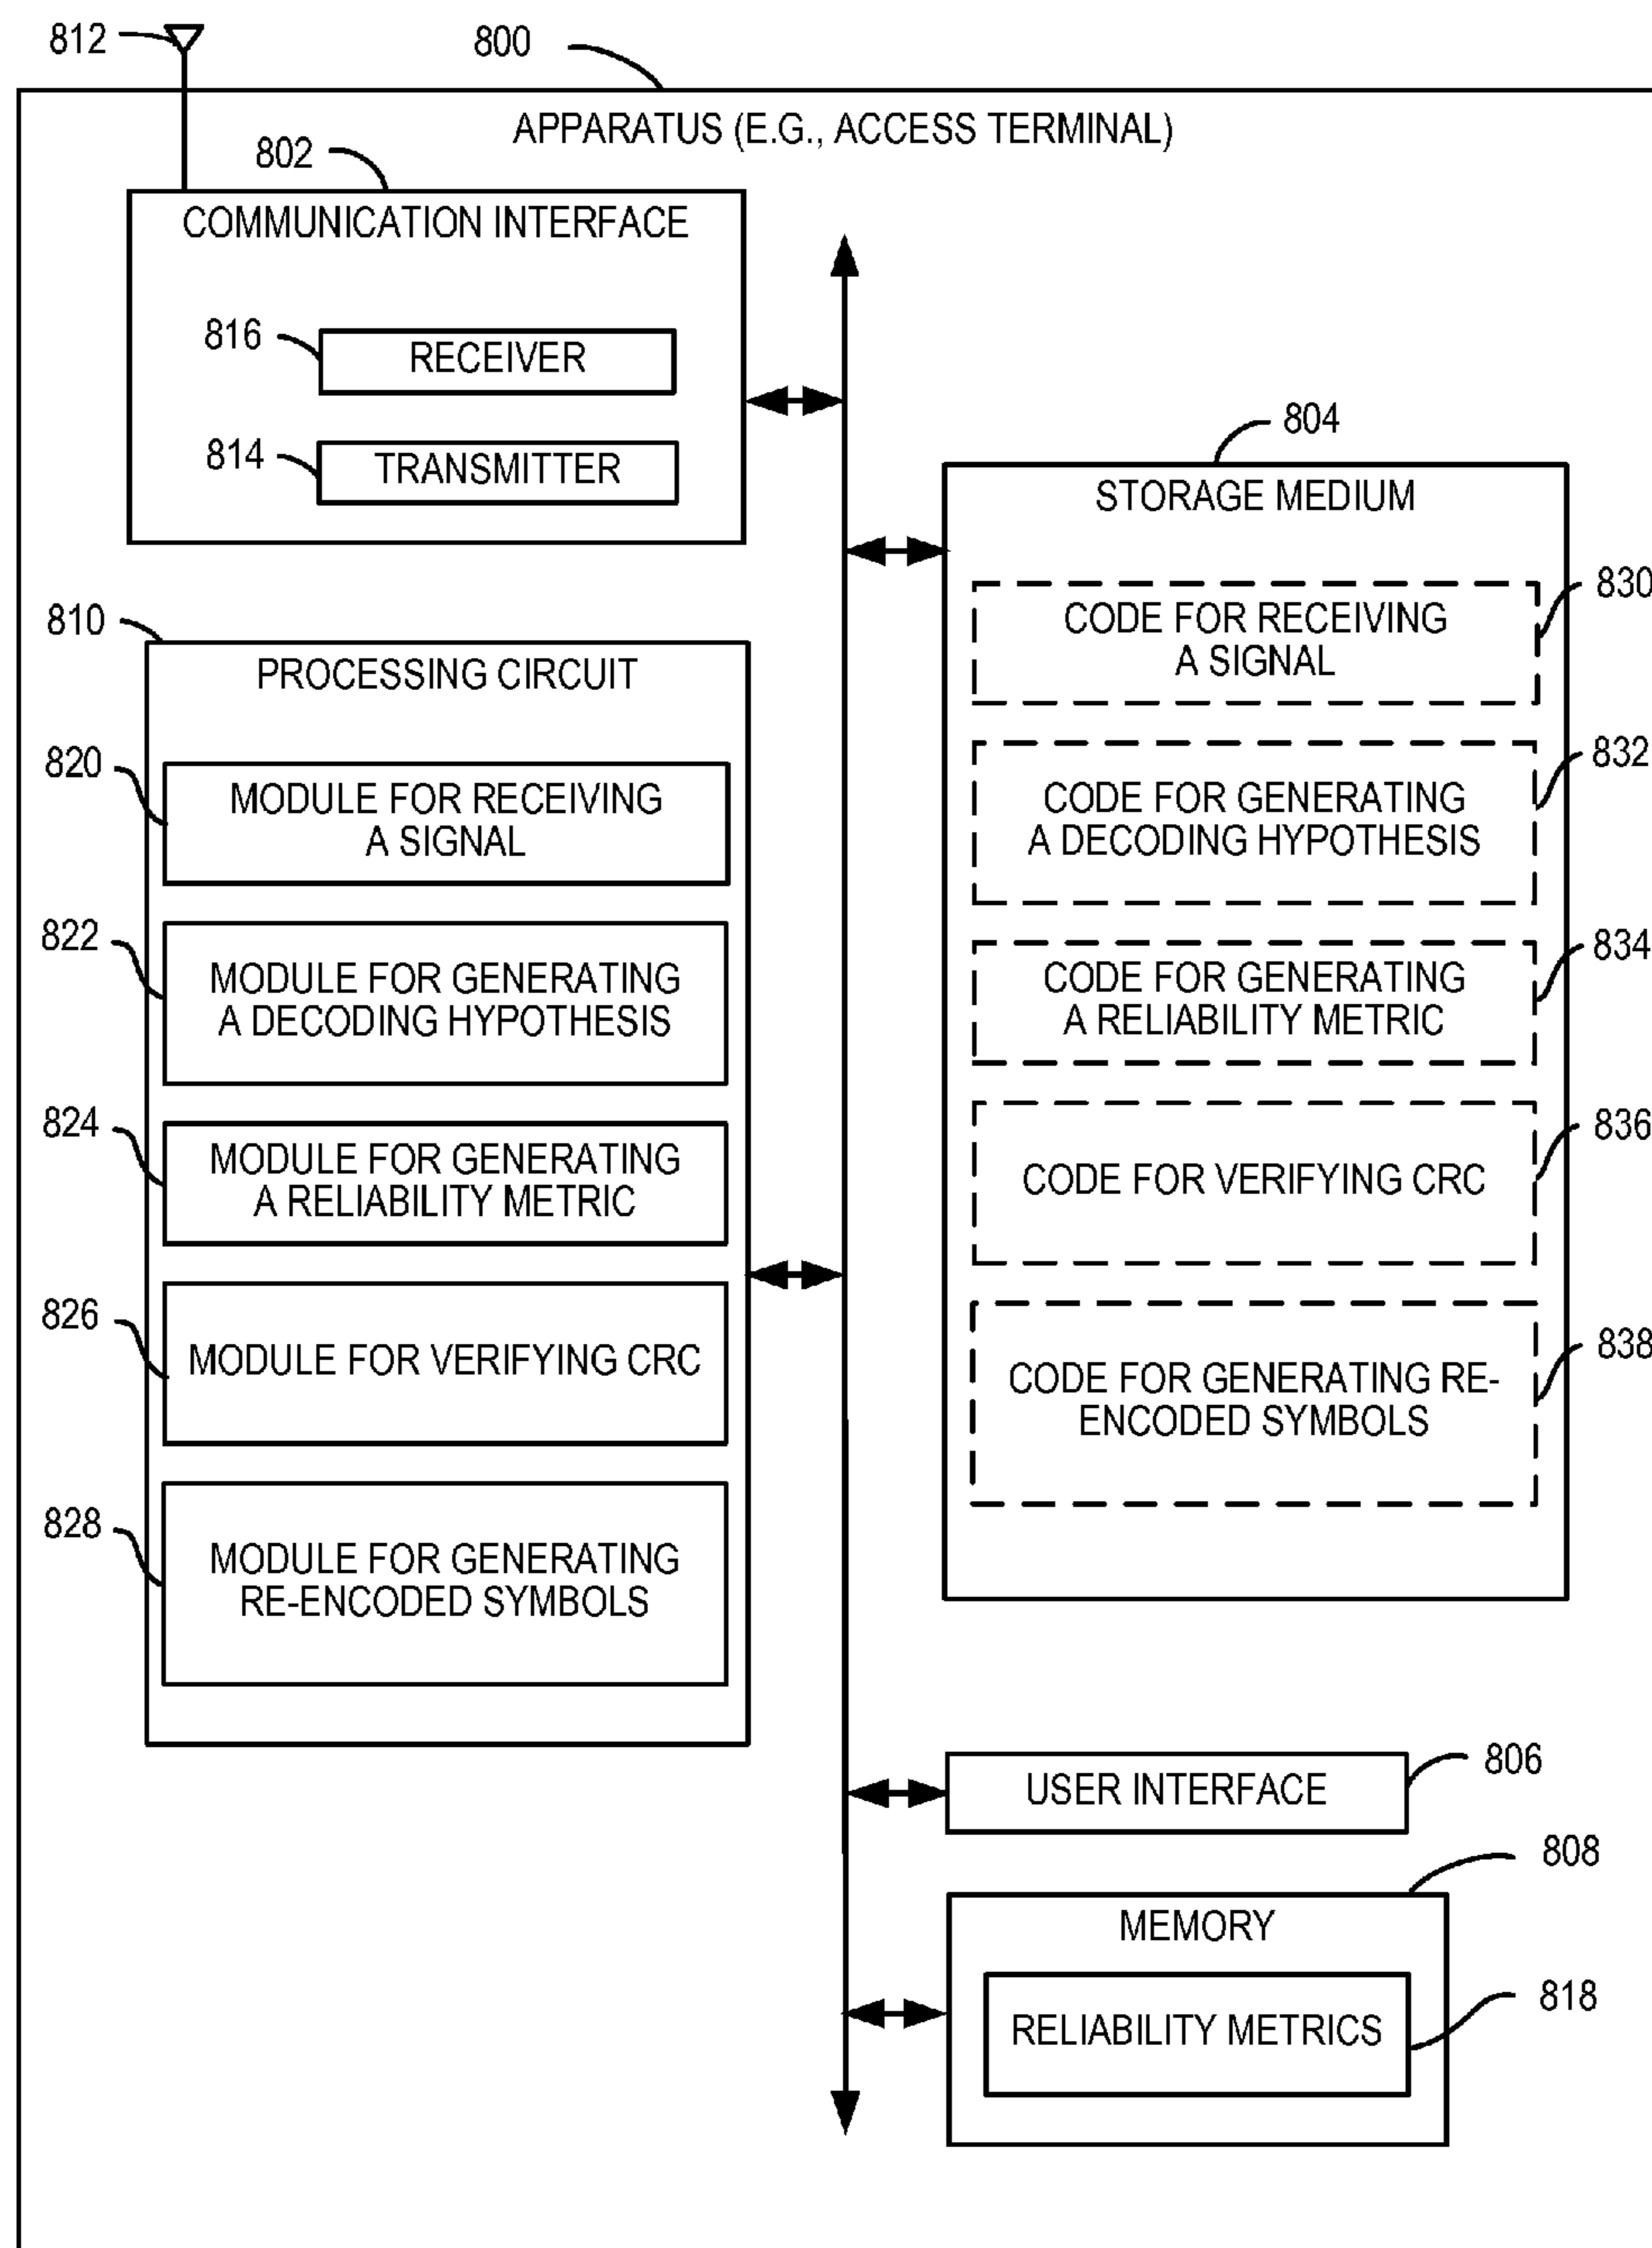 812
800
APPARATUS (E.G., ACCESS TERMINAL)
802
COMMUNICATION INTERFACE
816
RECEIVER
814
TRANSMITTER
804
STORAGE MEDIUM
830
CODE FOR RECEIVING
A SIGNAL
832
CODE FOR GENERATING
A DECODING HYPOTHESIS
834
CODE FOR GENERATING
A RELIABILITY METRIC
836
CODE FOR VERIFYING CRC
838
CODE FOR GENERATING RE-
ENCODED SYMBOLS
810
PROCESSING CIRCUIT
820
MODULE FOR RECEIVING
A SIGNAL
822
MODULE FOR GENERATING
A DECODING HYPOTHESIS
824
MODULE FOR GENERATING
A RELIABILITY METRIC
826
MODULE FOR VERIFYING CRC
828
MODULE FOR GENERATING
RE-ENCODED SYMBOLS
806
USER INTERFACE
808
MEMORY
818
RELIABILITY METRICS